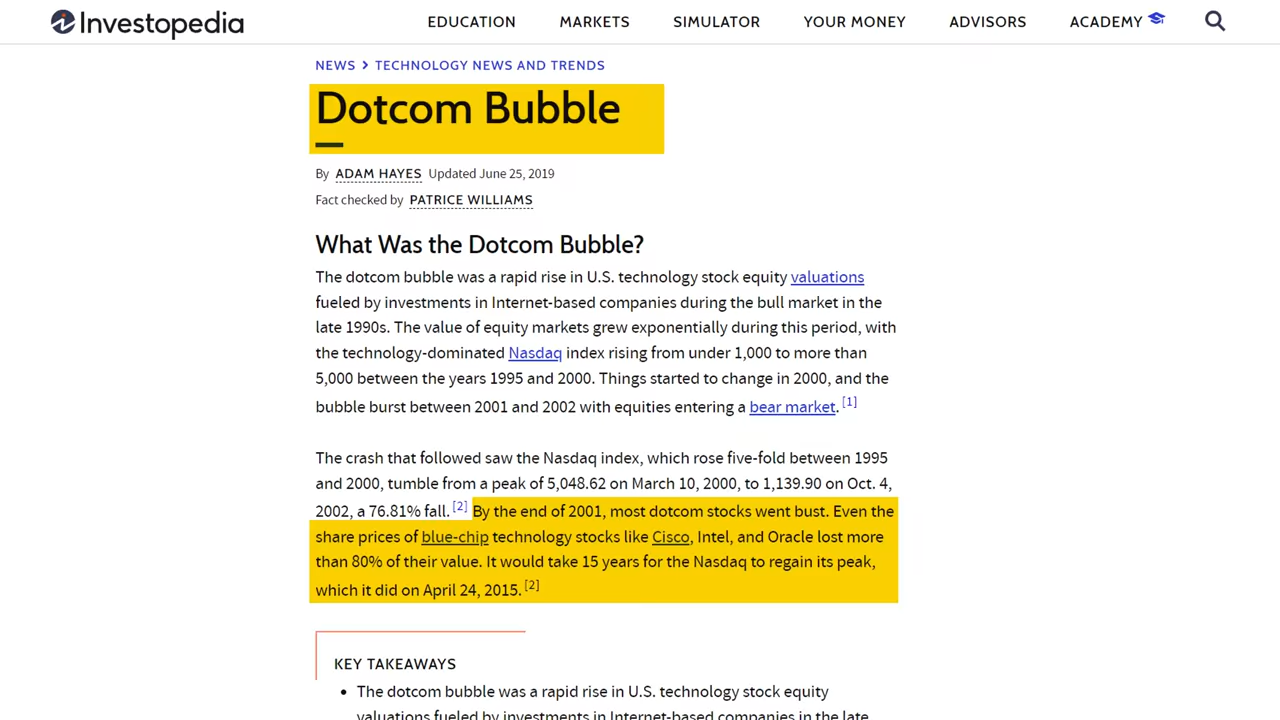 Investopedia
EDUCATION MARKETS SIMULATOR YOUR MONEY ADVISORS ACADEMY
NEWS > TECHNOLOGY NEWS AND TRENDS
Dotcom Bubble
By ADAM HAYES Updated June 25, 2019
Fact checked by PATRICE WILLIAMS
What Was the Dotcom Bubble?
The dotcom bubble was a rapid rise in U.S. technology stock equity valuations
fueled by investments in Internet-based companies during the bull market in the
late 1990s. The value of equity markets grew exponentially during this period, with
the technology-dominated Nasdaq index rising from under 1,000 to more than
5,000 between the years 1995 and 2000. Things started to change in 2000, and the
bubble burst between 2001 and 2002 with equities entering a bear market. [1]
The crash that followed saw the Nasdaq index, which rose five-fold between 1995
and 2000, tumble from a peak of 5,048.62 on March 10, 2000, to 1,139.90 on Oct. 4,
2002, a 76.81% fall. [2] By the end of 2001, most dotcom stocks went bust. Even the
share prices of blue-chip technology stocks like Cisco, Intel, and Oracle lost more
than 80% of their value. It would take 15 years for the Nasdaq to regain its peak,
which it did on April 24, 2015. [2]
KEY TAKEAWAYS
• The dotcom bubble was a rapid rise in U.S. technology stock equity
valuations fueled by investments in Internet-based companies in the late